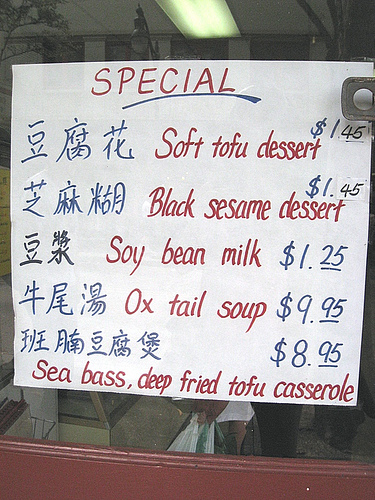 SPECIAL
豆腐花 Soft tofu dessert $1.45
芝麻糊 Black sesame dessert $1.45
豆漿 Soy bean milk $1.25
牛尾湯 Ox tail soup $9.95
班腩豆腐煲 $8.95
Sea bass, deep fried tofu casserole